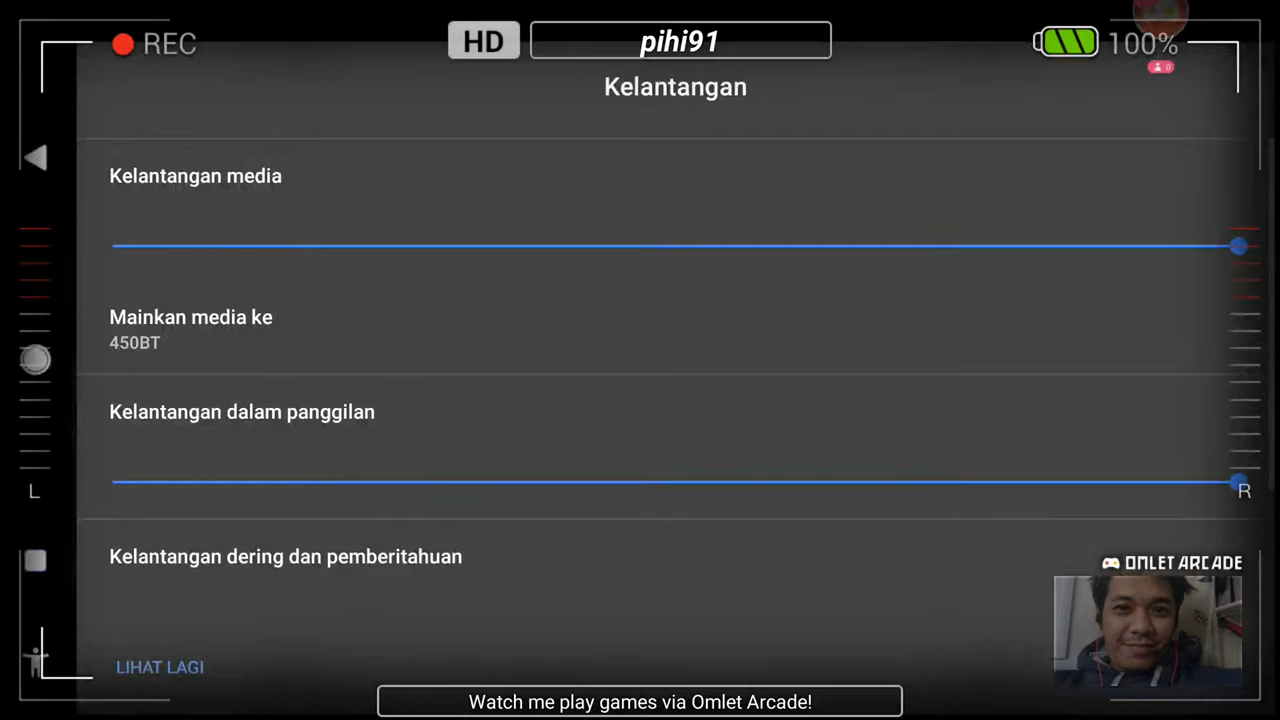 REC
HD
pihi91
100%
0
Kelantangan
Kelantangan media
Mainkan media ke
450BT
Kelantangan dalam panggilan
L
R
Kelantangan dering dan pemberitahuan
OMLET ARCADE
LIHAT LAGI
Watch me play games via Omlet Arcade!